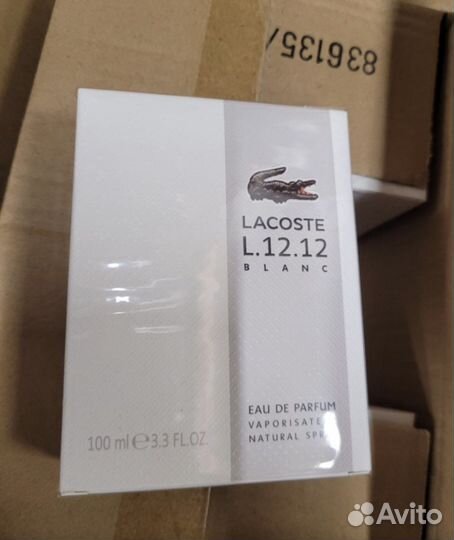 836135/
LACOSTE
L.12.12
BLANC
EAU DE PARFUM
VAPORISATE
NATURAL SPR
100 ml ℮ 3.3 FL.OZ.
Avito